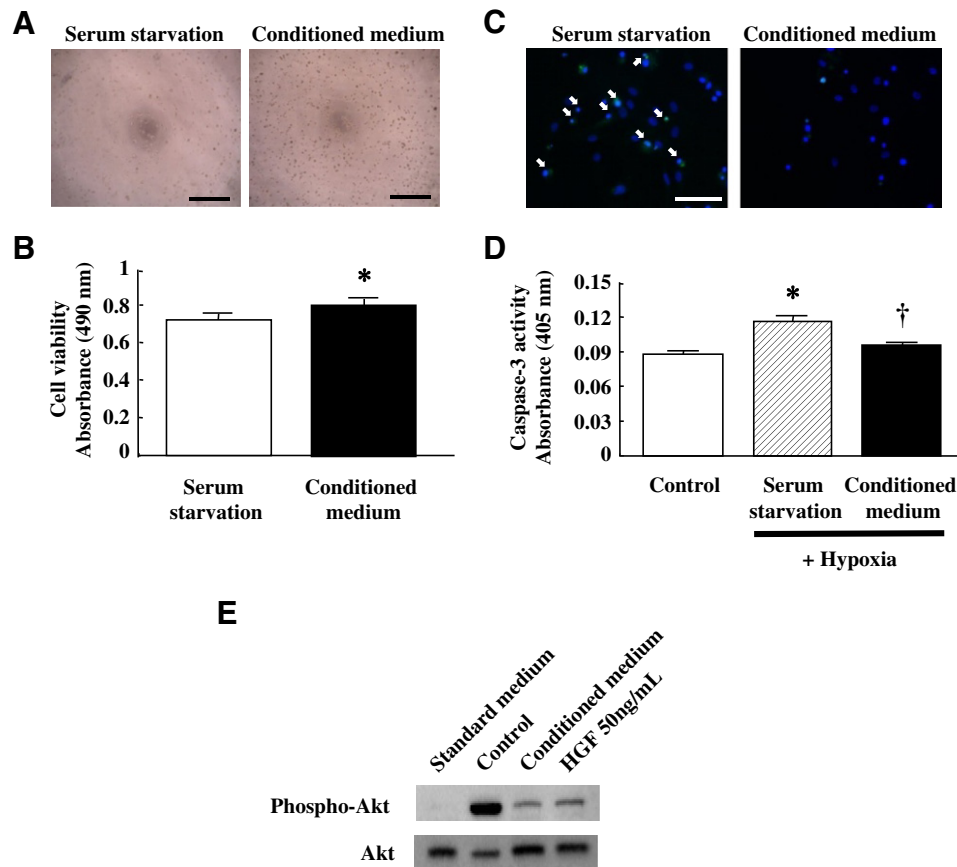 A
Serum starvation Conditioned medium
B
Cell viability
Absorbance (490 nm)
1
0.8
0.6
0.4
0.2
0
*
Serum
starvation
Conditioned
medium
C
Serum starvation Conditioned medium
D
Caspase-3 activity
Absorbance (405 nm)
0.15
0.12
0.09
0.06
0.03
0
*
†
Control
Serum
starvation
Conditioned
medium
+ Hypoxia
E
Standard medium
Control
Conditioned medium
HGF 50ng/mL
Phospho-Akt
Akt